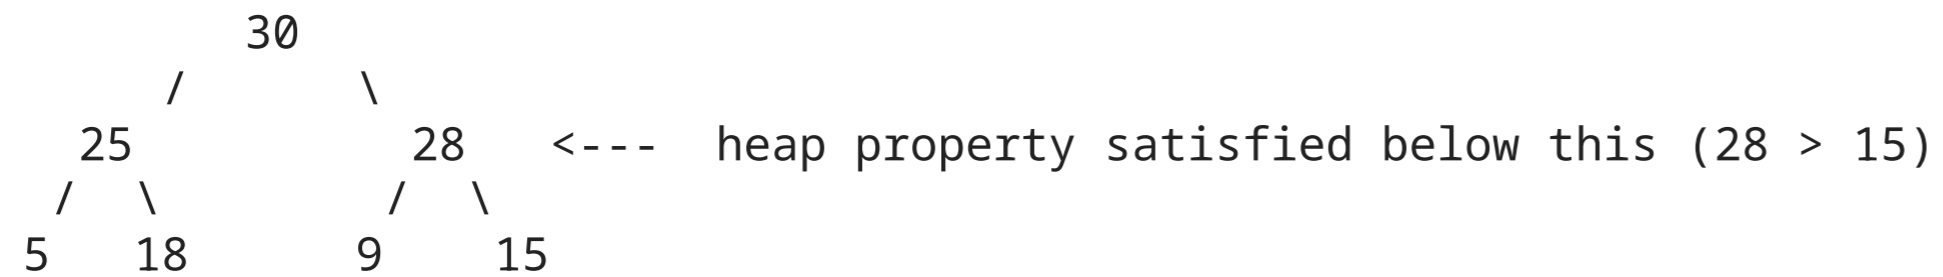 30
/ \
25 28 <--- heap property satisfied below this (28 > 15)
/ \ / \
5 18 9 15